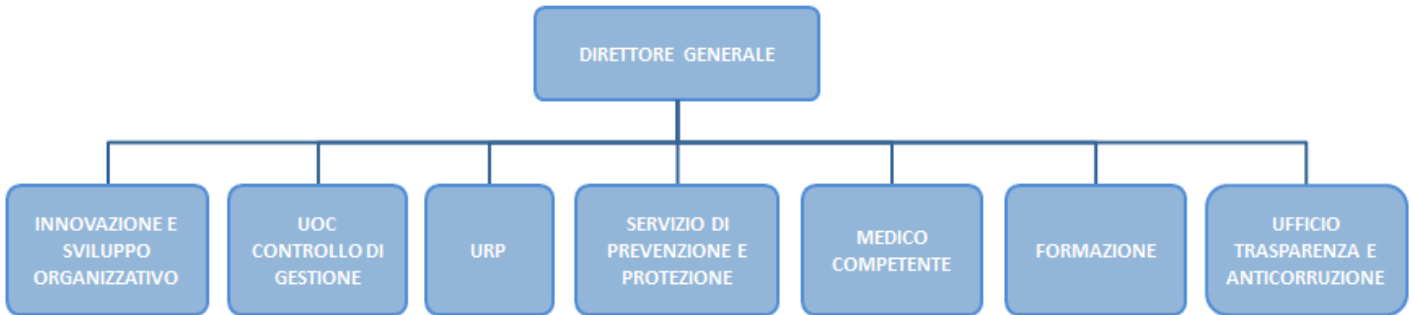 DIRETTORE GENERALE
INNOVAZIONE E
SVILUPPO
ORGANIZZATIVO
UOC
CONTROLLO DI
GESTIONE
URP
SERVIZIO DI
PREVENZIONE E
PROTEZIONE
MEDICO
COMPETENTE
FORMAZIONE
UFFICIO
TRASPARENZA E
ANTICORRUZIONE